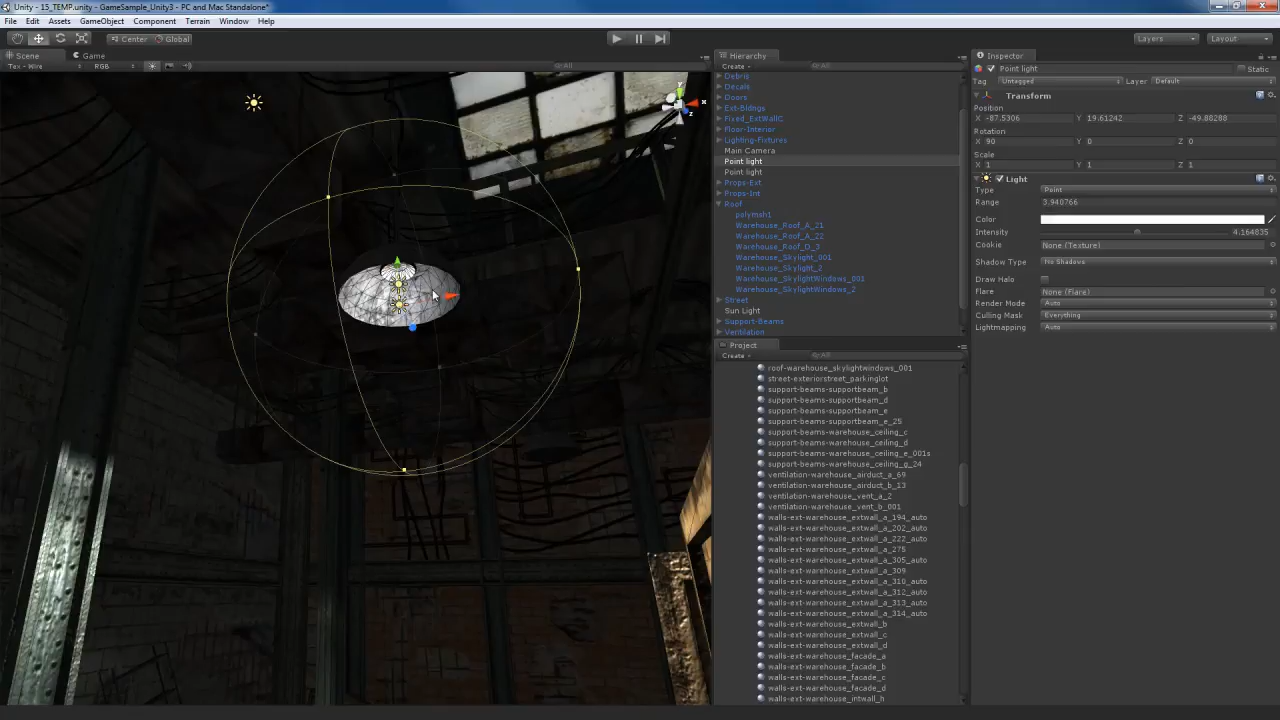 Unity - 15_TEMP.unity - GameSample_Unity3 - PC and Mac Standalone*
File Edit Assets GameObject Component Terrain Window Help
Center Global Layers Layout
Scene Game
Tex - Wire RGB All
Hierarchy
Create All
Debris
Decals
Doors
Ext-Bldngs
Fixed_ExtWallC
Floor-Interior
Lighting-Fixtures
Main Camera
Point light
Point light
Props-Ext
Props-Int
Roof
polymsh1
Warehouse_Roof_A_21
Warehouse_Roof_A_22
Warehouse_Roof_D_3
Warehouse_Skylight_001
Warehouse_Skylight_2
Warehouse_SkylightWindows_001
Warehouse_SkylightWindows_2
Street
Sun Light
Support-Beams
Ventilation
Project
Create All
roof-warehouse_skylightwindows_001
street-exteriorstreet_parkinglot
support-beams-supportbeam_b
support-beams-supportbeam_d
support-beams-supportbeam_e
support-beams-supportbeam_e_25
support-beams-warehouse_ceiling_c
support-beams-warehouse_ceiling_d
support-beams-warehouse_ceiling_e_001s
support-beams-warehouse_ceiling_g_24
ventilation-warehouse_airduct_a_69
ventilation-warehouse_airduct_b_13
ventilation-warehouse_vent_a_2
ventilation-warehouse_vent_b_001
walls-ext-warehouse_extwall_a_194_auto
walls-ext-warehouse_extwall_a_202_auto
walls-ext-warehouse_extwall_a_222_auto
walls-ext-warehouse_extwall_a_275
walls-ext-warehouse_extwall_a_305_auto
walls-ext-warehouse_extwall_a_309
walls-ext-warehouse_extwall_a_310_auto
walls-ext-warehouse_extwall_a_312_auto
walls-ext-warehouse_extwall_a_313_auto
walls-ext-warehouse_extwall_a_314_auto
walls-ext-warehouse_extwall_b
walls-ext-warehouse_extwall_c
walls-ext-warehouse_extwall_d
walls-ext-warehouse_facade_a
walls-ext-warehouse_facade_b
walls-ext-warehouse_facade_c
walls-ext-warehouse_facade_d
walls-ext-warehouse_intwall_h
Inspector
Point light Static
Tag Untagged Layer Default
Transform
Position
X -87.5306 Y 19.61242 Z -49.88288
Rotation
X 90 Y 0 Z 0
Scale
X 1 Y 1 Z 1
Light
Type Point
Range 3.940766
Color
Intensity 4.164835
Cookie None (Texture)
Shadow Type No Shadows
Draw Halo
Flare None (Flare)
Render Mode Auto
Culling Mask Everything
Lightmapping Auto